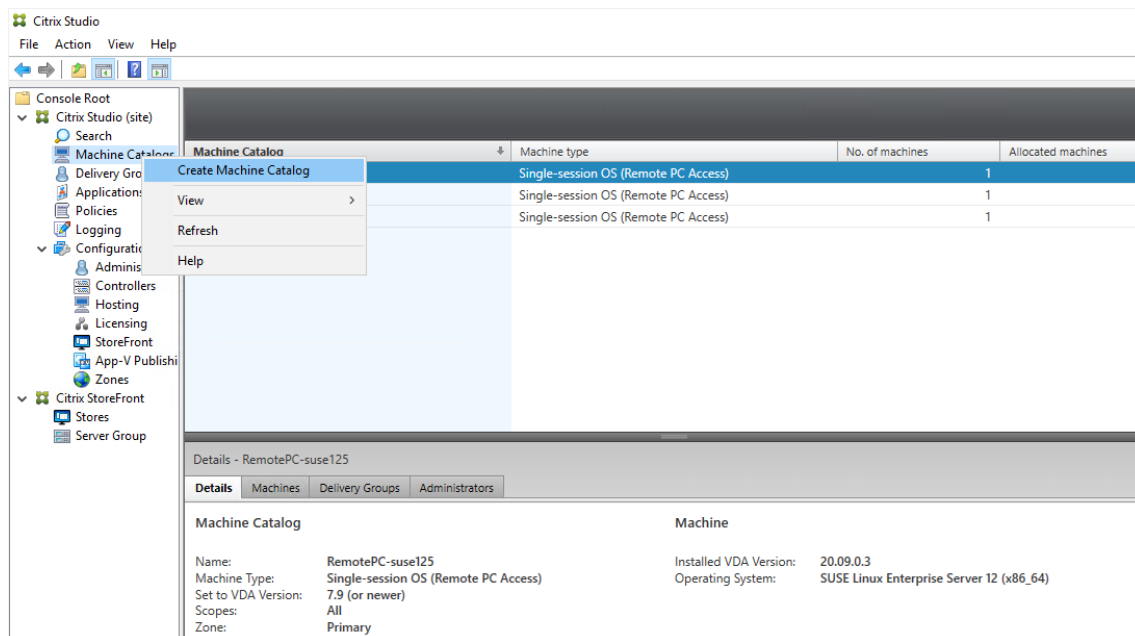 Citrix Studio
File Action View Help
Console Root
Citrix Studio (site)
Search
Machine Catalogs
Delivery Gro
Applications
Policies
Logging
Configuratio
Adminis
Controllers
Hosting
Licensing
StoreFront
App-V Publishi
Zones
Citrix StoreFront
Stores
Server Group
Create Machine Catalog
View
Refresh
Help
Machine Catalog Machine type No. of machines Allocated machines
Single-session OS (Remote PC Access) 1
Single-session OS (Remote PC Access) 1
Single-session OS (Remote PC Access) 1
Details - RemotePC-suse125
Details Machines Delivery Groups Administrators
Machine Catalog
Name: RemotePC-suse125
Machine Type: Single-session OS (Remote PC Access)
Set to VDA Version: 7.9 (or newer)
Scopes: All
Zone: Primary
Machine
Installed VDA Version: 20.09.0.3
Operating System: SUSE Linux Enterprise Server 12 (x86_64)